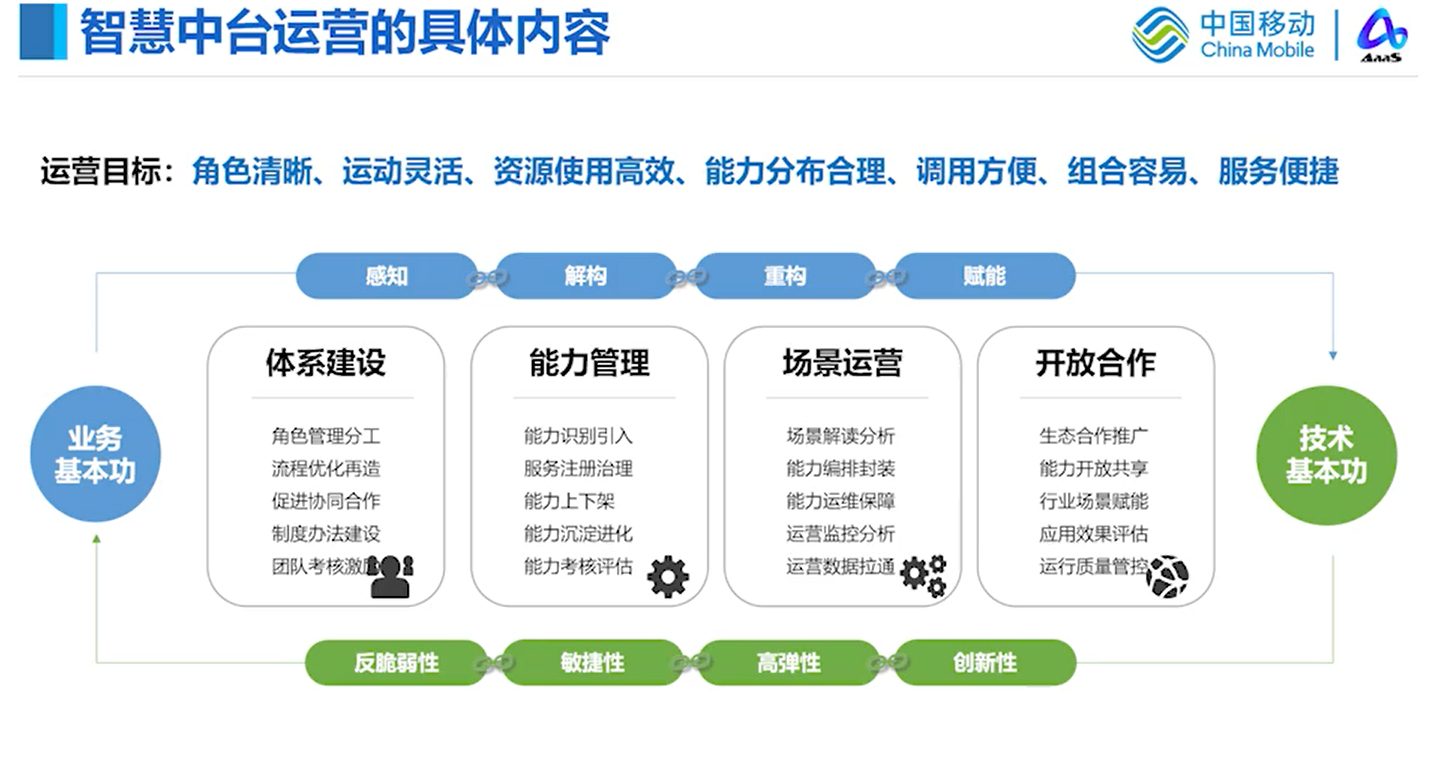 智慧中台运营的具体内容
中国移动
China Mobile
AaaS
运营目标：角色清晰、运动灵活、资源使用高效、能力分布合理、调用方便、组合容易、服务便捷
感知
解构
重构
赋能
业务
基本功
体系建设
角色管理分工
流程优化再造
促进协同合作
制度办法建设
团队考核激
能力管理
能力识别引入
服务注册治理
能力上下架
能力沉淀进化
能力考核评估
场景运营
场景解读分析
能力编排封装
能力运维保障
运营监控分析
运营数据拉通
开放合作
生态合作推广
能力开放共享
行业场景赋能
应用效果评估
运行质量管控
技术
基本功
反脆弱性
敏捷性
高弹性
创新性